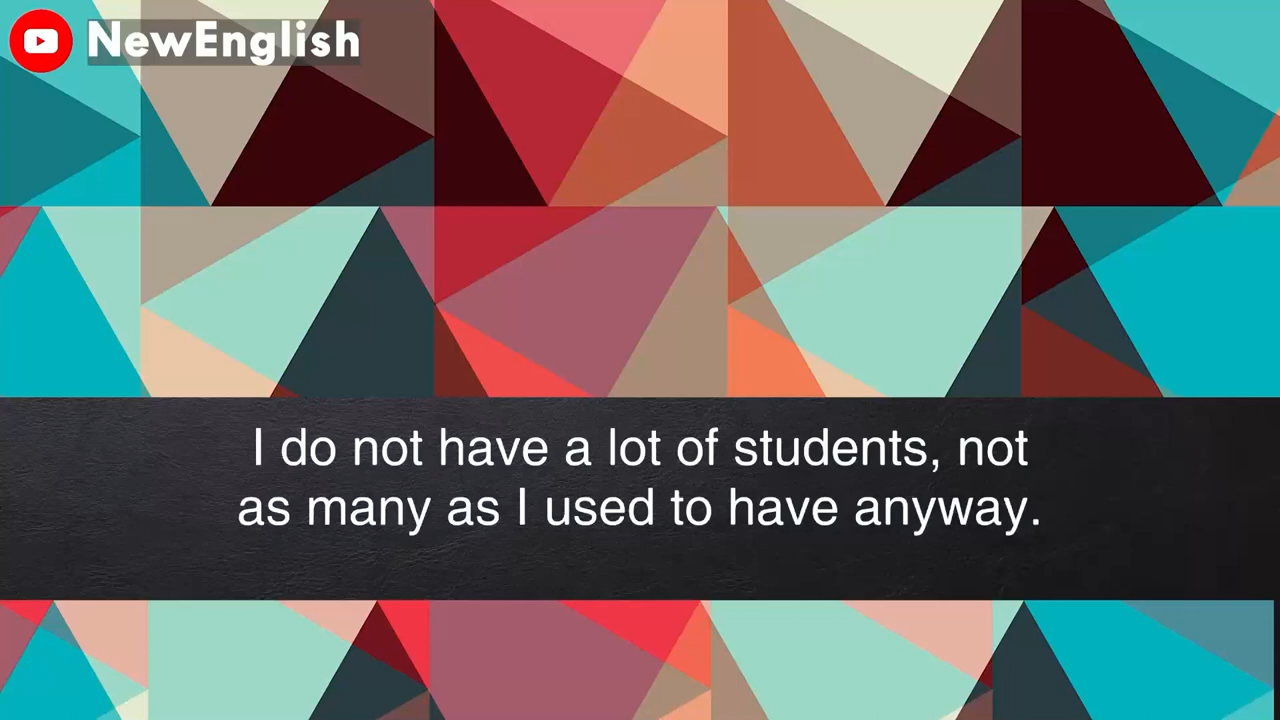 NewEnglish
I do not have a lot of students, not
as many as I used to have anyway.